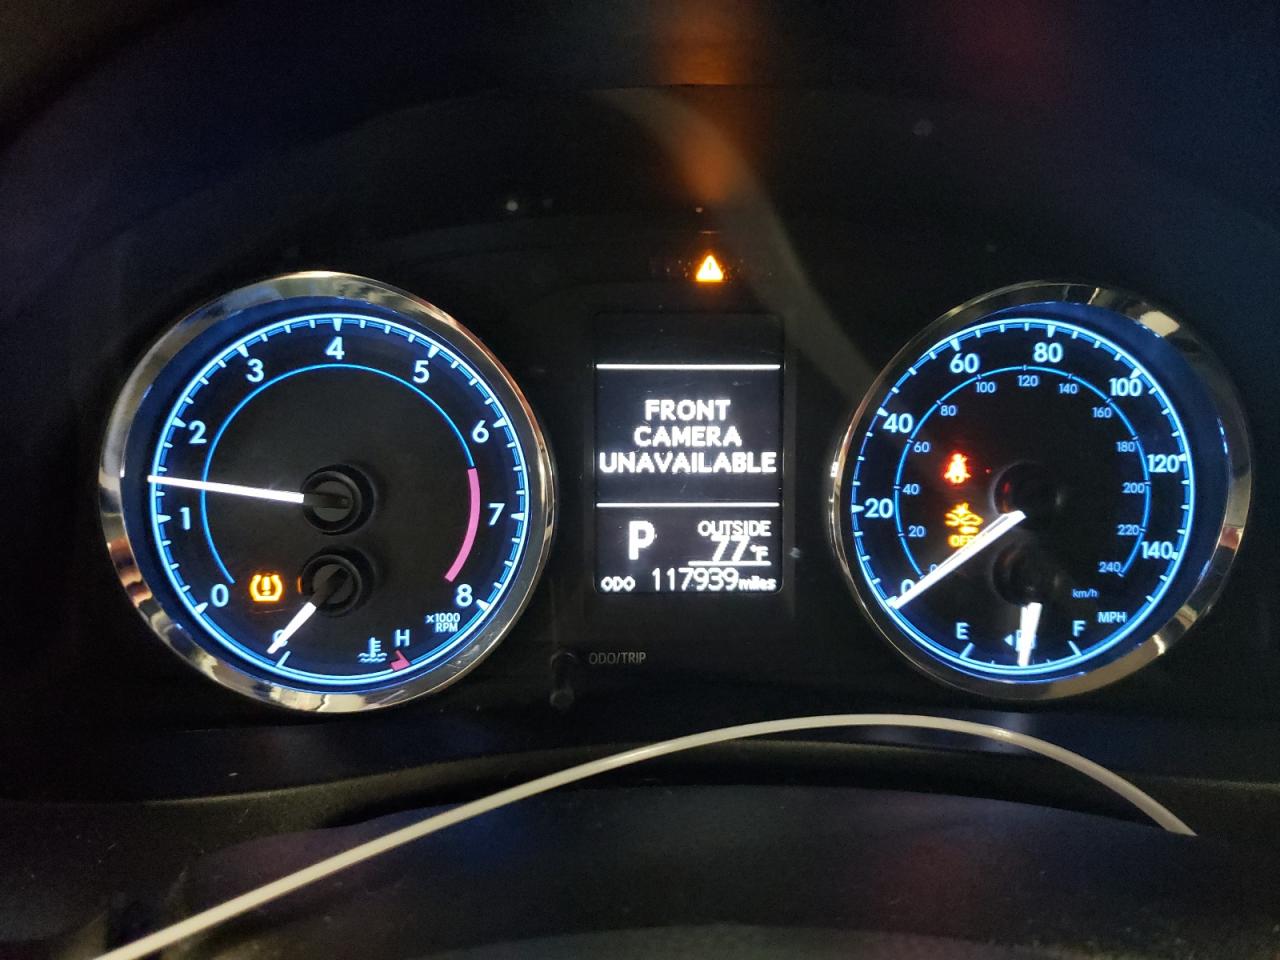 0
1
2
3
4
5
6
7
8
x1000
RPM
H
FRONT
CAMERA
UNAVAILABLE
P
OUTSIDE
77°F
ODO 117939miles
ODO/TRIP
0
20
40
60
80
100
120
140
MPH
20
40
60
80
100
120
140
160
180
200
220
240
km/h
OFF
E
F